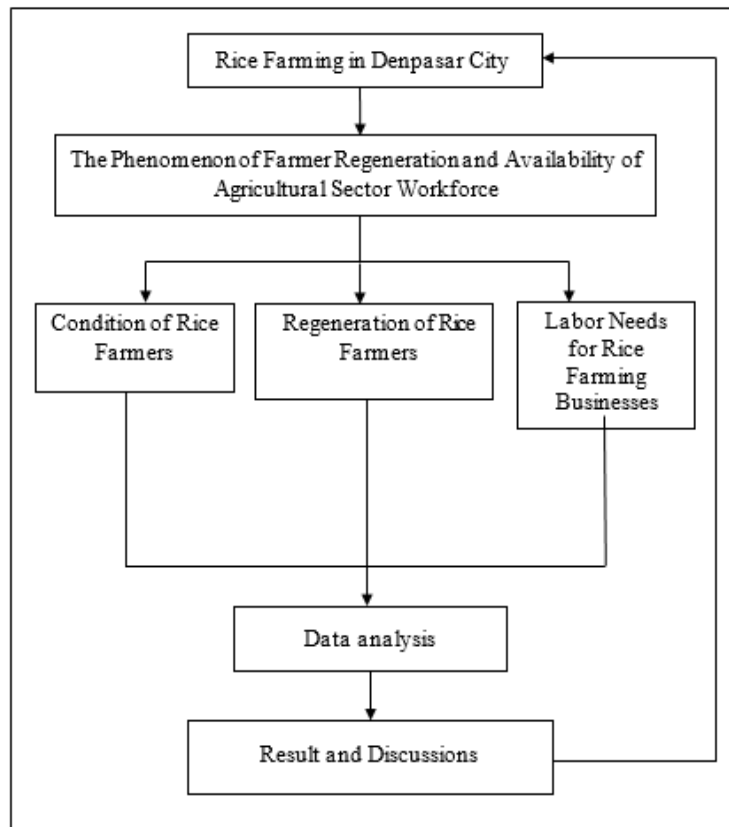 Rice Farming in Denpasar City
The Phenomenon of Farmer Regeneration and Availability of
Agricultural Sector Workforce
Condition of Rice
Farmers
Regeneration of Rice
Farmers
Labor Needs
for Rice
Farming
Businesses
Data analysis
Result and Discussions